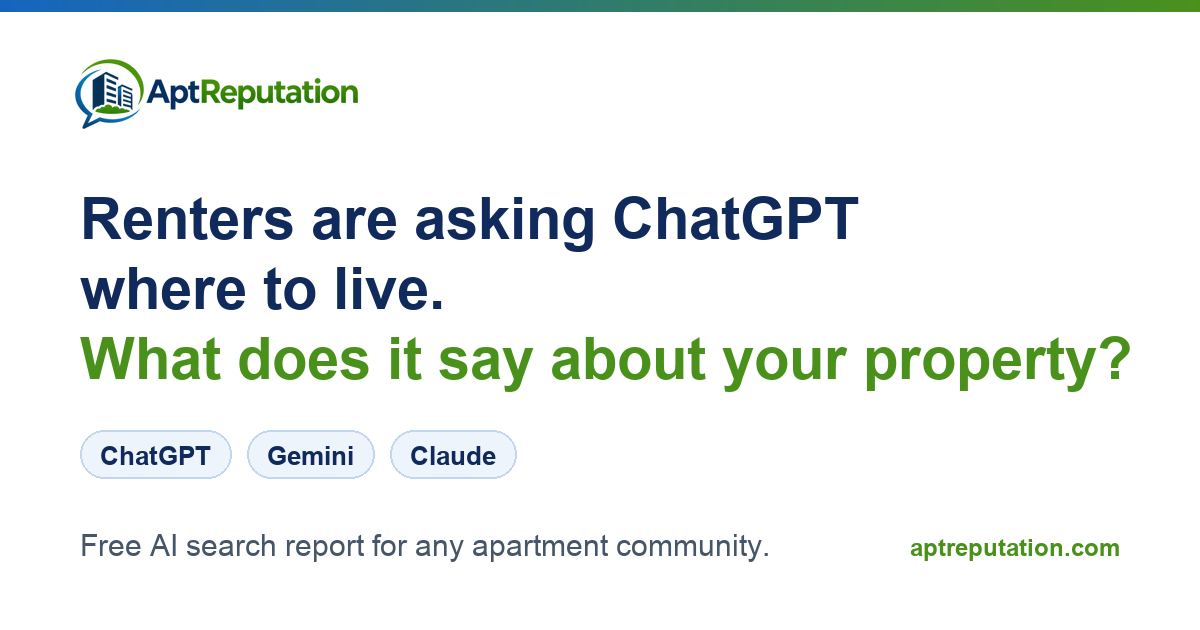 AptReputation
Renters are asking ChatGPT
where to live.
What does it say about your property?
ChatGPT Gemini Claude
Free AI search report for any apartment community.
aptreputation.com